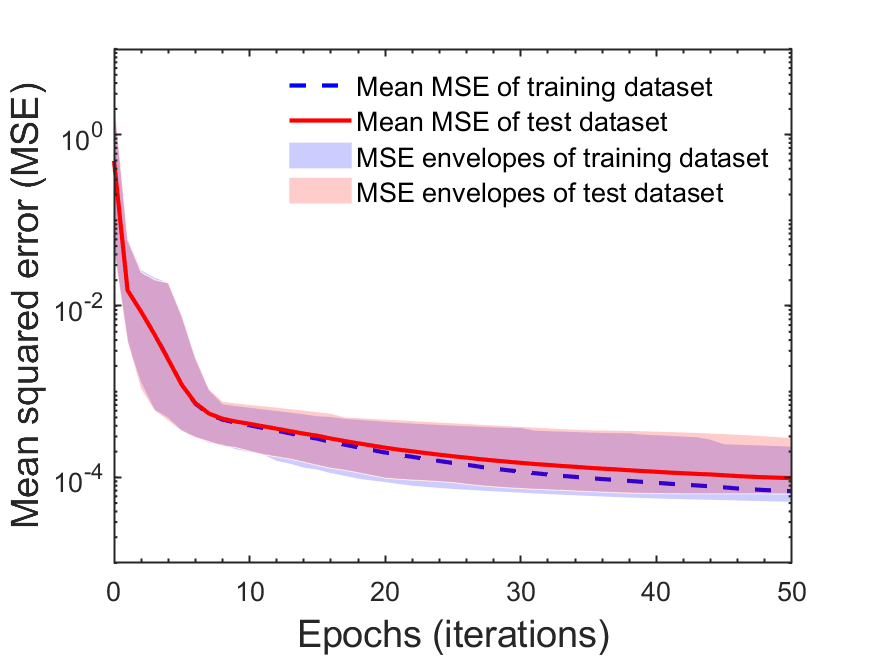 Mean MSE of training dataset
Mean MSE of test dataset
MSE envelopes of training dataset
MSE envelopes of test dataset
Mean squared error (MSE)
10^0
10^-2
10^-4
0 10 20 30 40 50
Epochs (iterations)